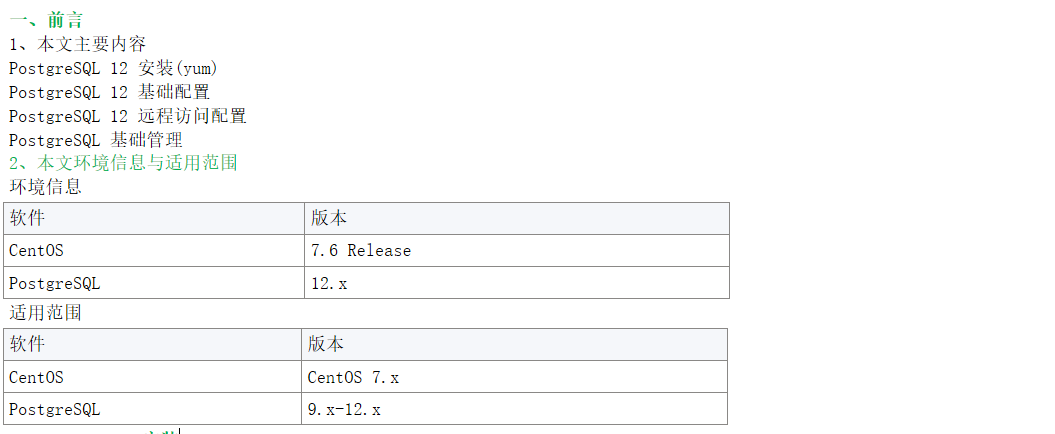 一、前言
1、本文主要内容
PostgreSQL 12 安装(yum)
PostgreSQL 12 基础配置
PostgreSQL 12 远程访问配置
PostgreSQL 基础管理
2、本文环境信息与适用范围
环境信息
软件 版本
CentOS 7.6 Release
PostgreSQL 12.x
适用范围
软件 版本
CentOS CentOS 7.x
PostgreSQL 9.x-12.x